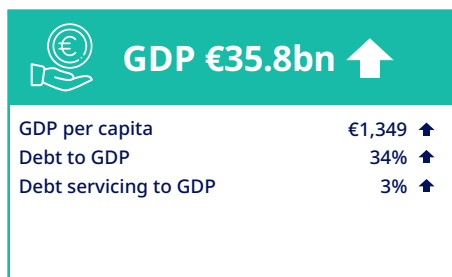 GDP €35.8bn
GDP per capita €1,349
Debt to GDP 34%
Debt servicing to GDP 3%